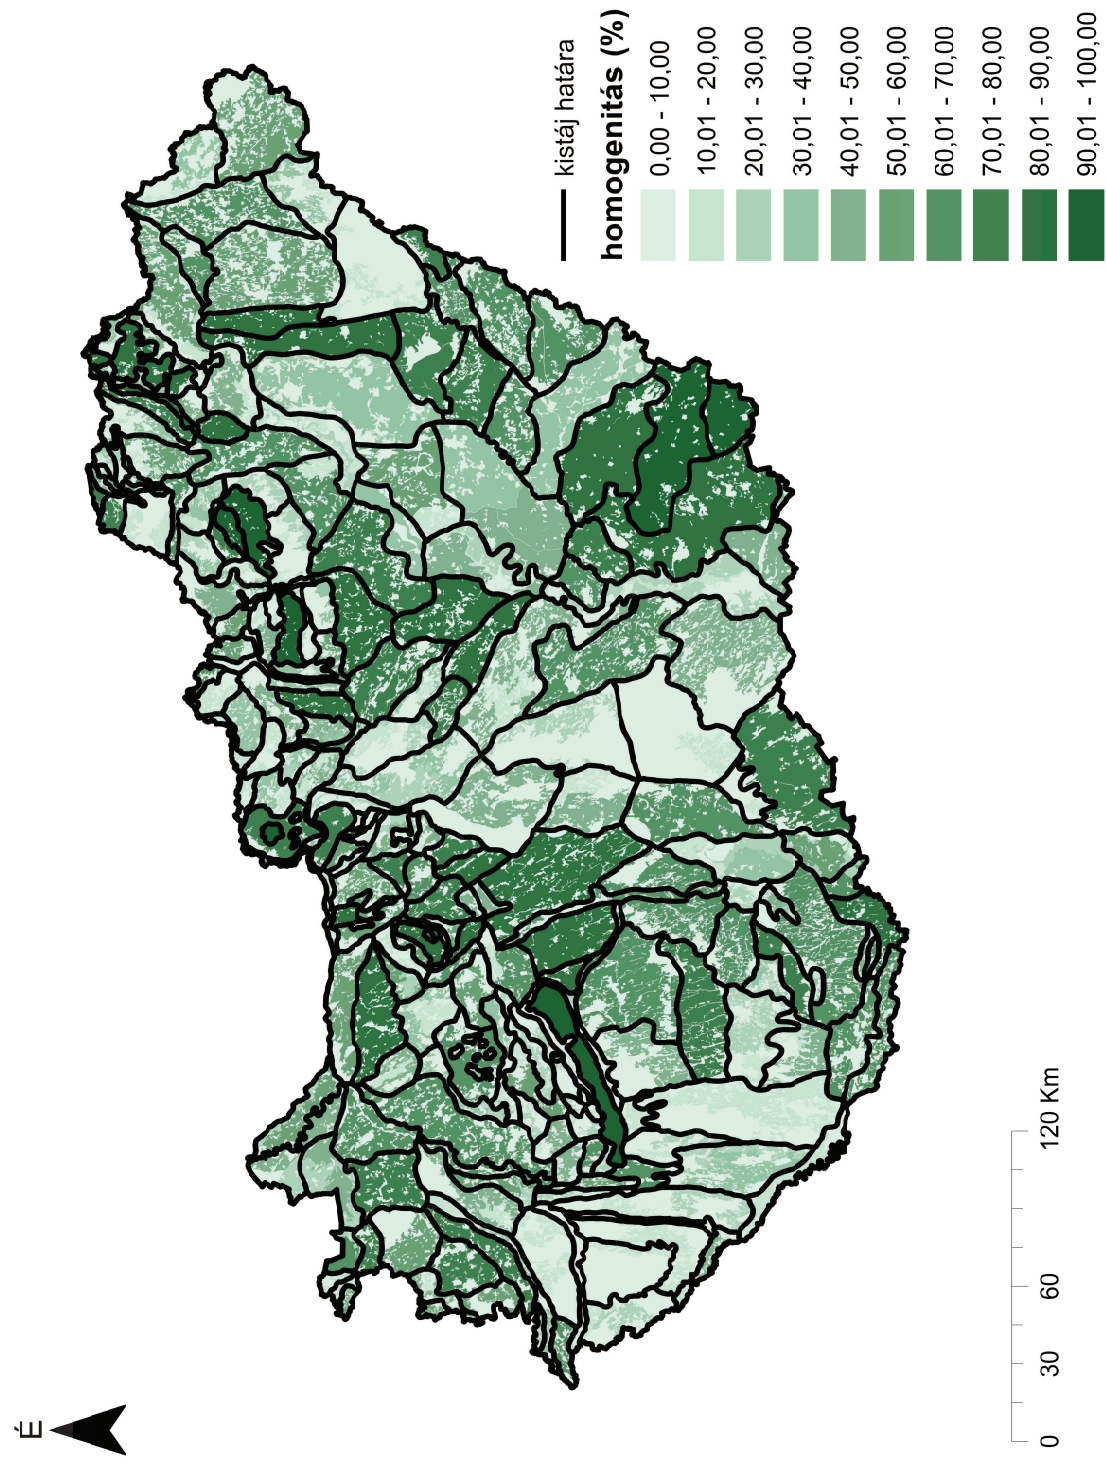 É
kistáj határa
homogenitás (%)
0,00 - 10,00
10,01 - 20,00
20,01 - 30,00
30,01 - 40,00
40,01 - 50,00
50,01 - 60,00
60,01 - 70,00
70,01 - 80,00
80,01 - 90,00
90,01 - 100,00
0 30 60 120 Km